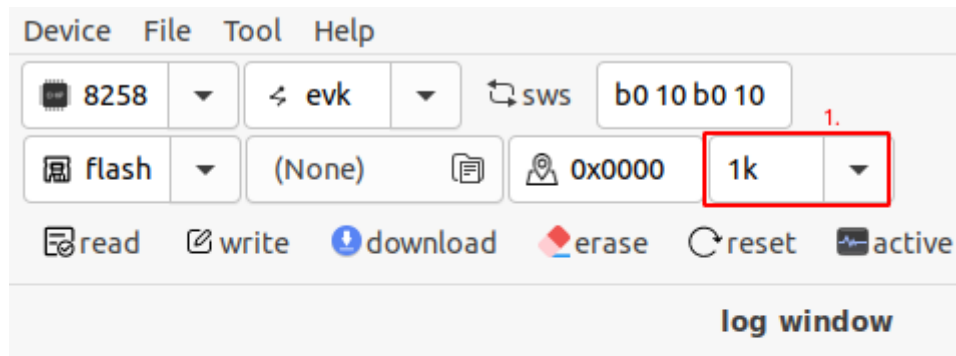 Device File Tool Help
8258 evk sws b0 10 b0 10
1.
flash (None) 0x0000 1k
read write download erase reset active
log window